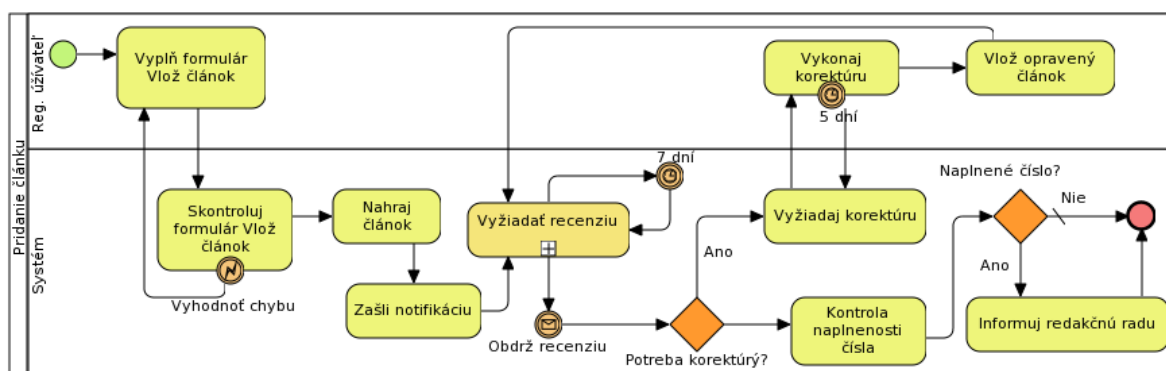 Pridanie článku
Reg. úžívateľ
Vyplň formulár
Vlož článok
Vykonaj
korektúru
5 dní
Vlož opravený
článok
Systém
Skontroluj
formulár Vlož
článok
Vyhodnoť chybu
Nahraj
článok
Zašli notifikáciu
7 dní
Vyžiadať recenziu
Obdrž recenziu
Potreba korektúrý?
Ano
Vyžiadaj korektúru
Kontrola
naplnenosti
čísla
Naplnené číslo?
Nie
Ano
Informuj redakčnú radu